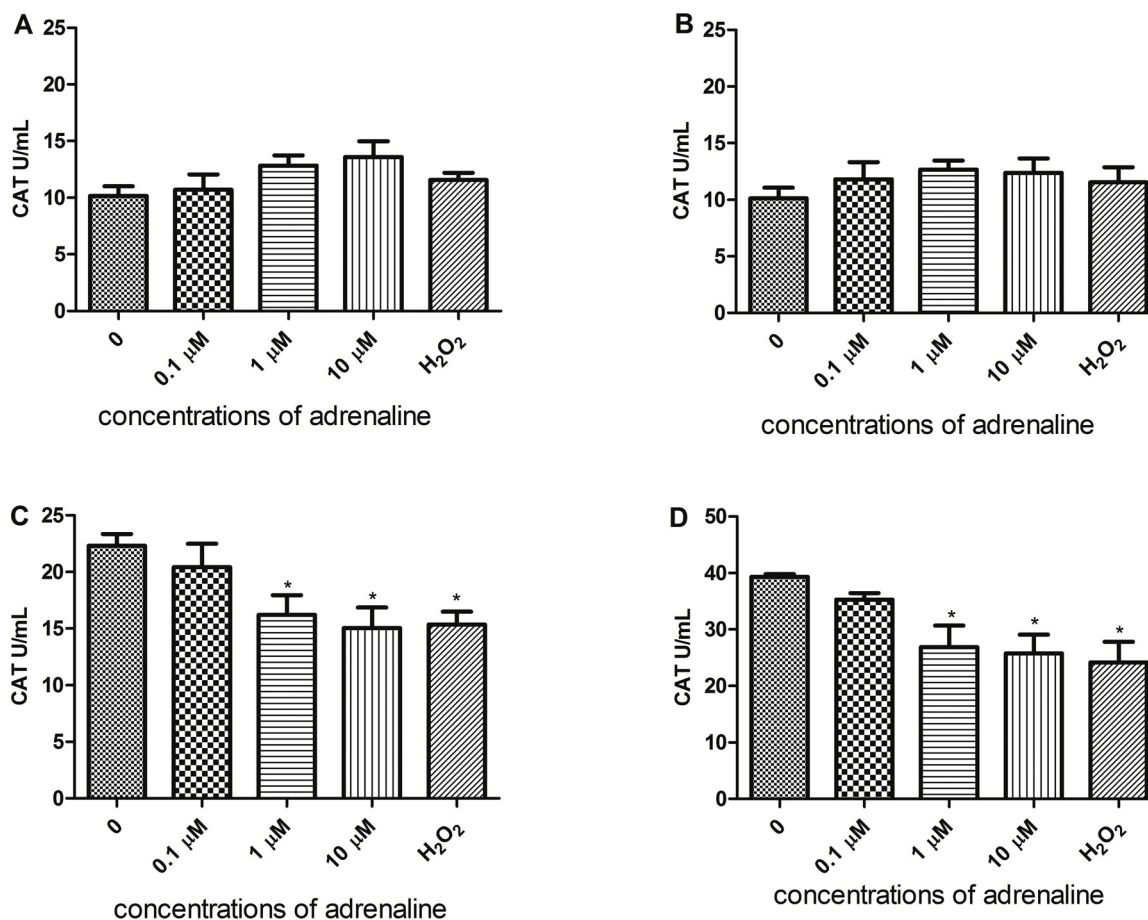 A
CAT U/mL
25
20
15
10
5
0
0
0.1 μM
1 μM
10 μM
H₂O₂
concentrations of adrenaline
B
CAT U/mL
25
20
15
10
5
0
0
0.1 μM
1 μM
10 μM
H₂O₂
concentrations of adrenaline
C
CAT U/mL
25
20
15
10
5
0
*
*
*
0
0.1 μM
1 μM
10 μM
H₂O₂
concentrations of adrenaline
D
CAT U/mL
50
40
30
20
10
0
*
*
*
0
0.1 μM
1 μM
10 μM
H₂O₂
concentrations of adrenaline